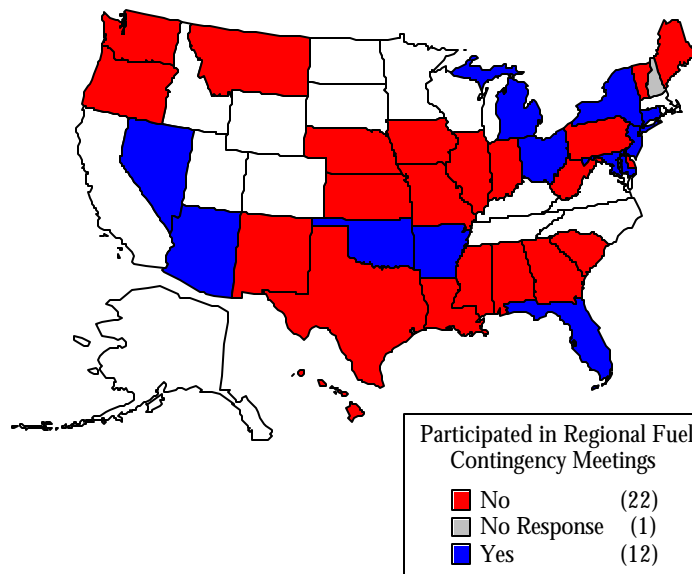 Participated in Regional Fuel
Contingency Meetings
No (22)
No Response (1)
Yes (12)